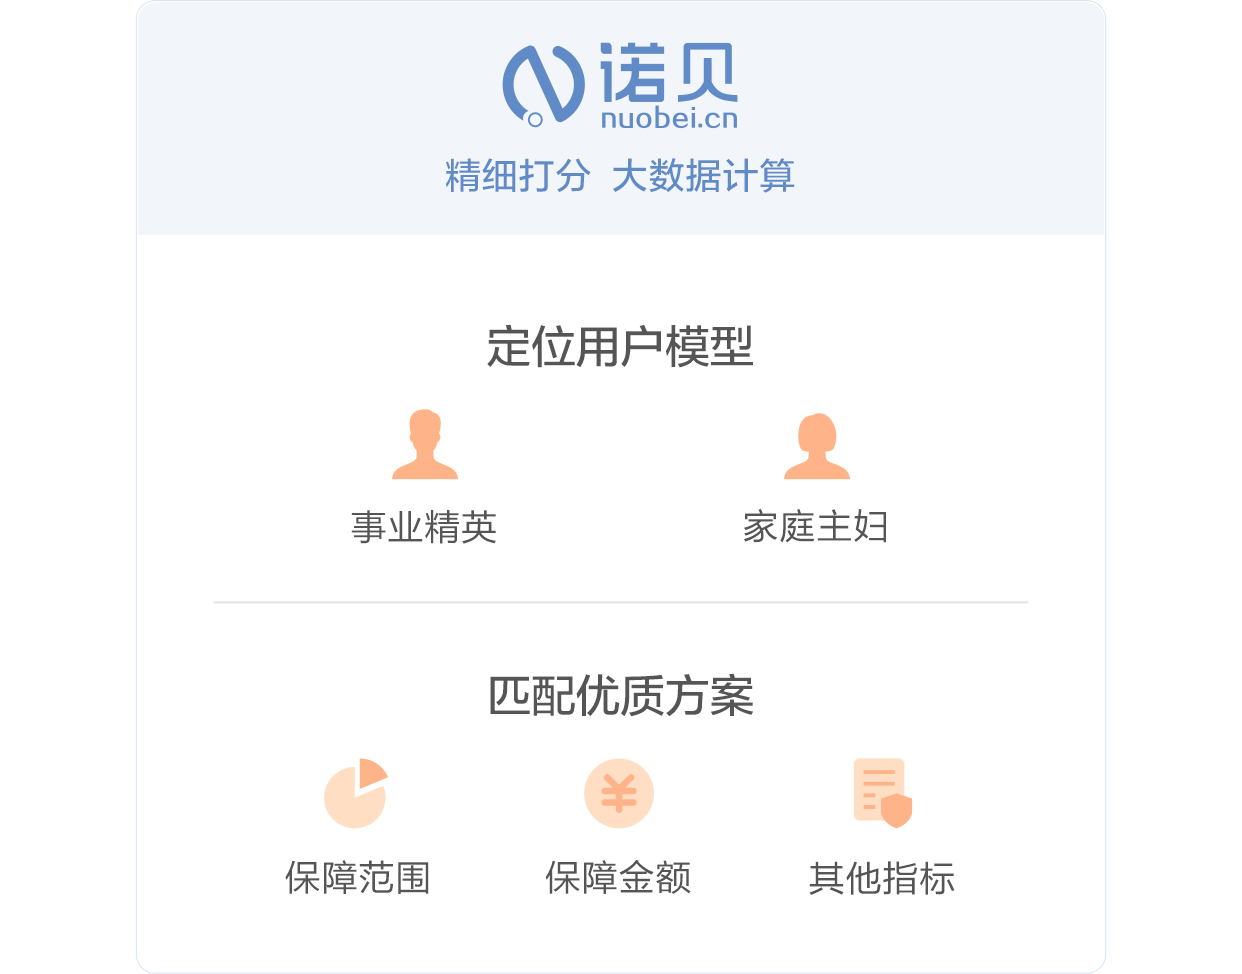 诺贝
nuobei.cn
精细打分 大数据计算
定位用户模型
事业精英 家庭主妇
匹配优质方案
保障范围 保障金额 其他指标